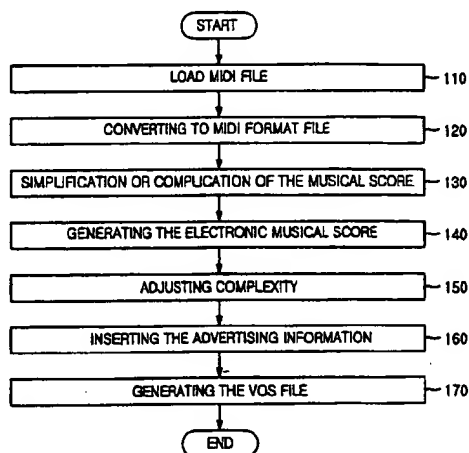 START
LOAD MIDI FILE
110
CONVERTING TO MIDI FORMAT FILE
120
SIMPLIFICATION OR COMPLICATION OF THE MUSICAL SCORE
130
GENERATING THE ELECTRONIC MUSICAL SCORE
140
ADJUSTING COMPLEXITY
150
INSERTING THE ADVERTISING INFORMATION
160
GENERATING THE VOS FILE
170
END